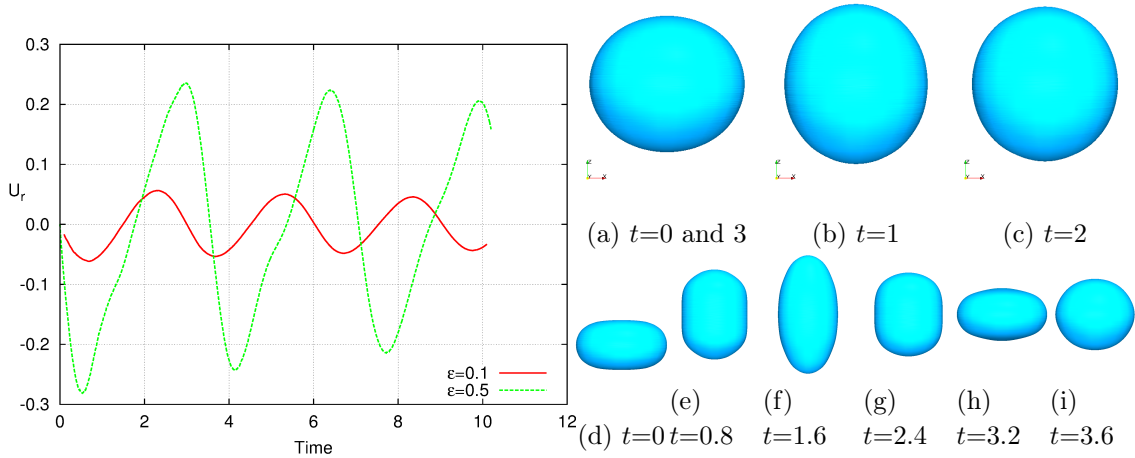 0.3
0.2
0.1
0.0
-0.1
-0.2
-0.3
U_r
0 2 4 6 8 10 12
Time
ε=0.1
ε=0.5
(a) t=0 and 3 (b) t=1 (c) t=2
(e) (f) (g) (h) (i)
(d) t=0 t=0.8 t=1.6 t=2.4 t=3.2 t=3.6